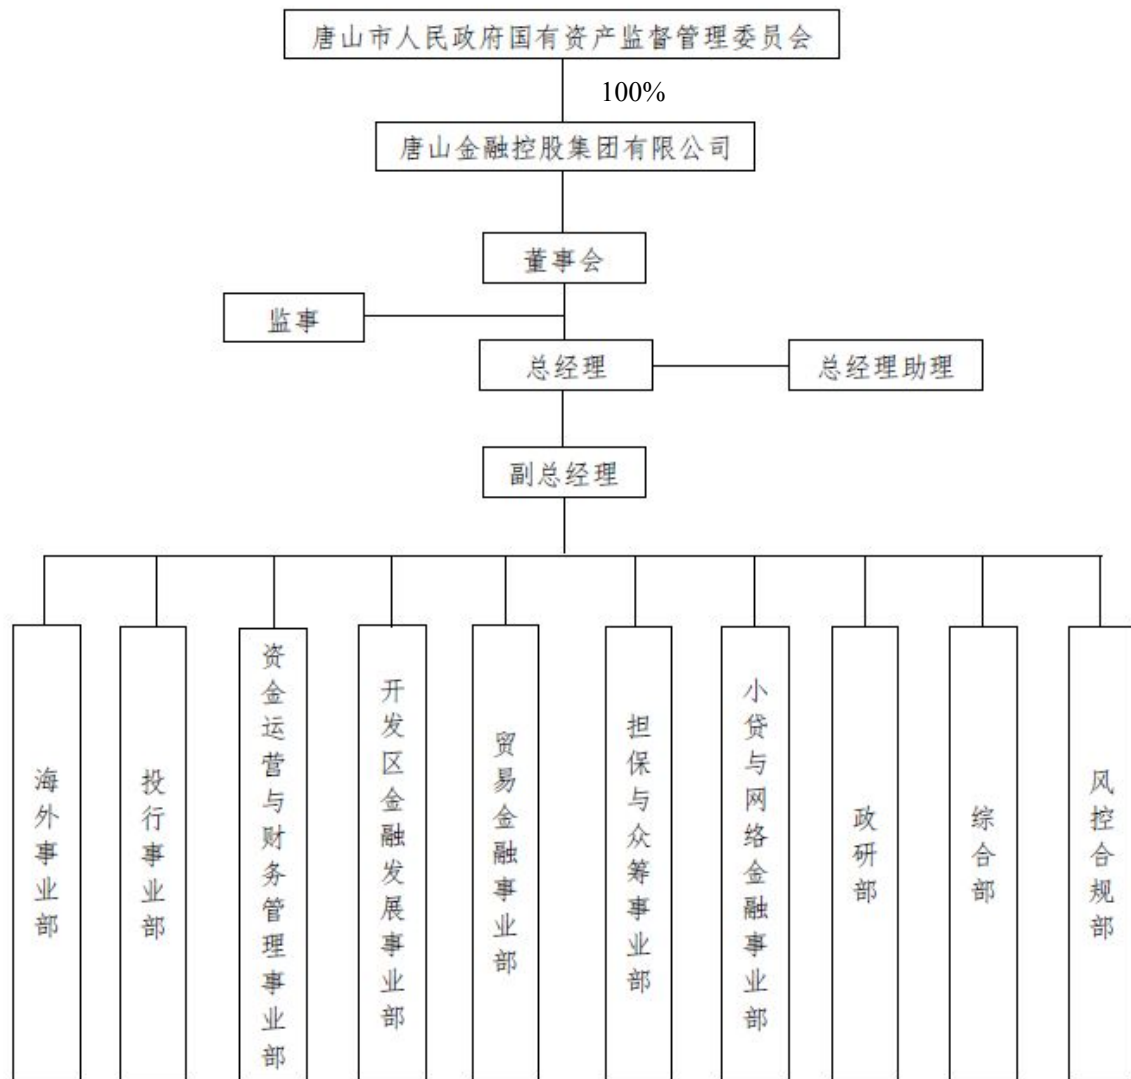 唐山市人民政府国有资产监督管理委员会
100%
唐山金融控股集团有限公司
董事会
监事
总经理
总经理助理
副总经理
海外事业部
投行事业部
资金运营与财务管理事业部
开发区金融发展事业部
贸易金融事业部
担保与众筹事业部
小贷与网络金融事业部
政研部
综合部
风控合规部